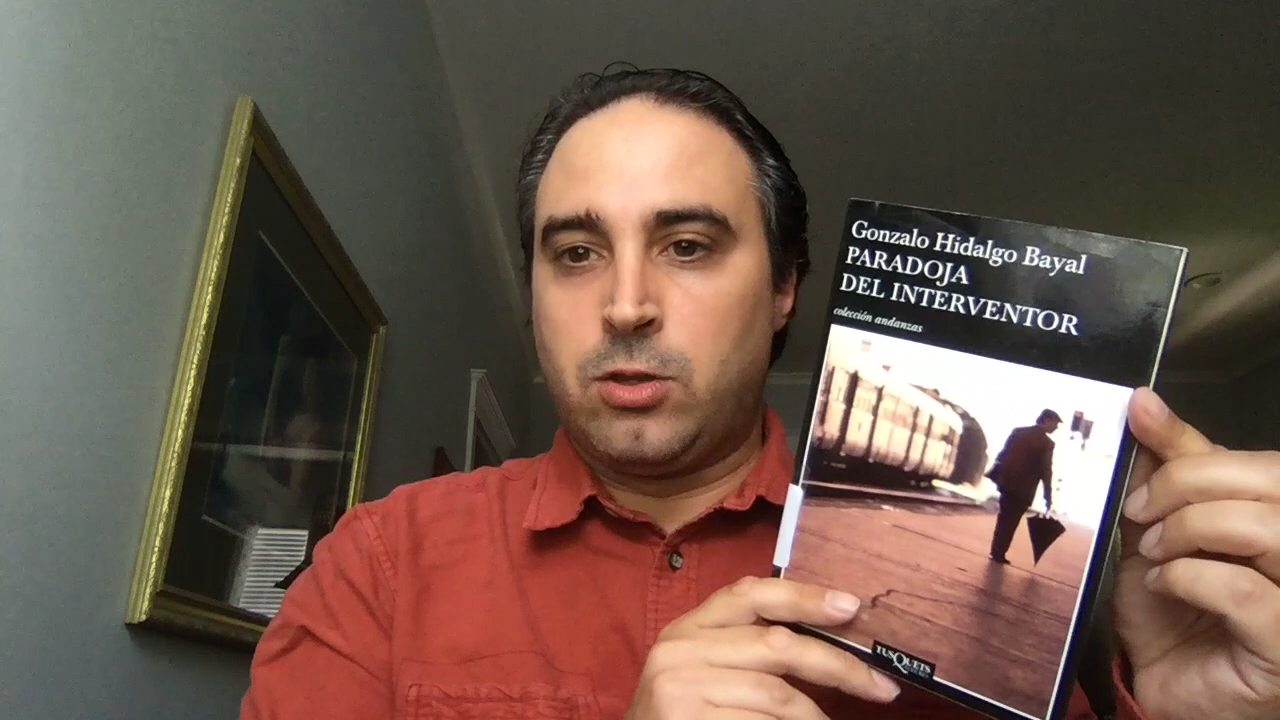 Gonzalo Hidalgo Bayal
PARADOJA
DEL INTERVENTOR
colección andanzas
TUSQUETS